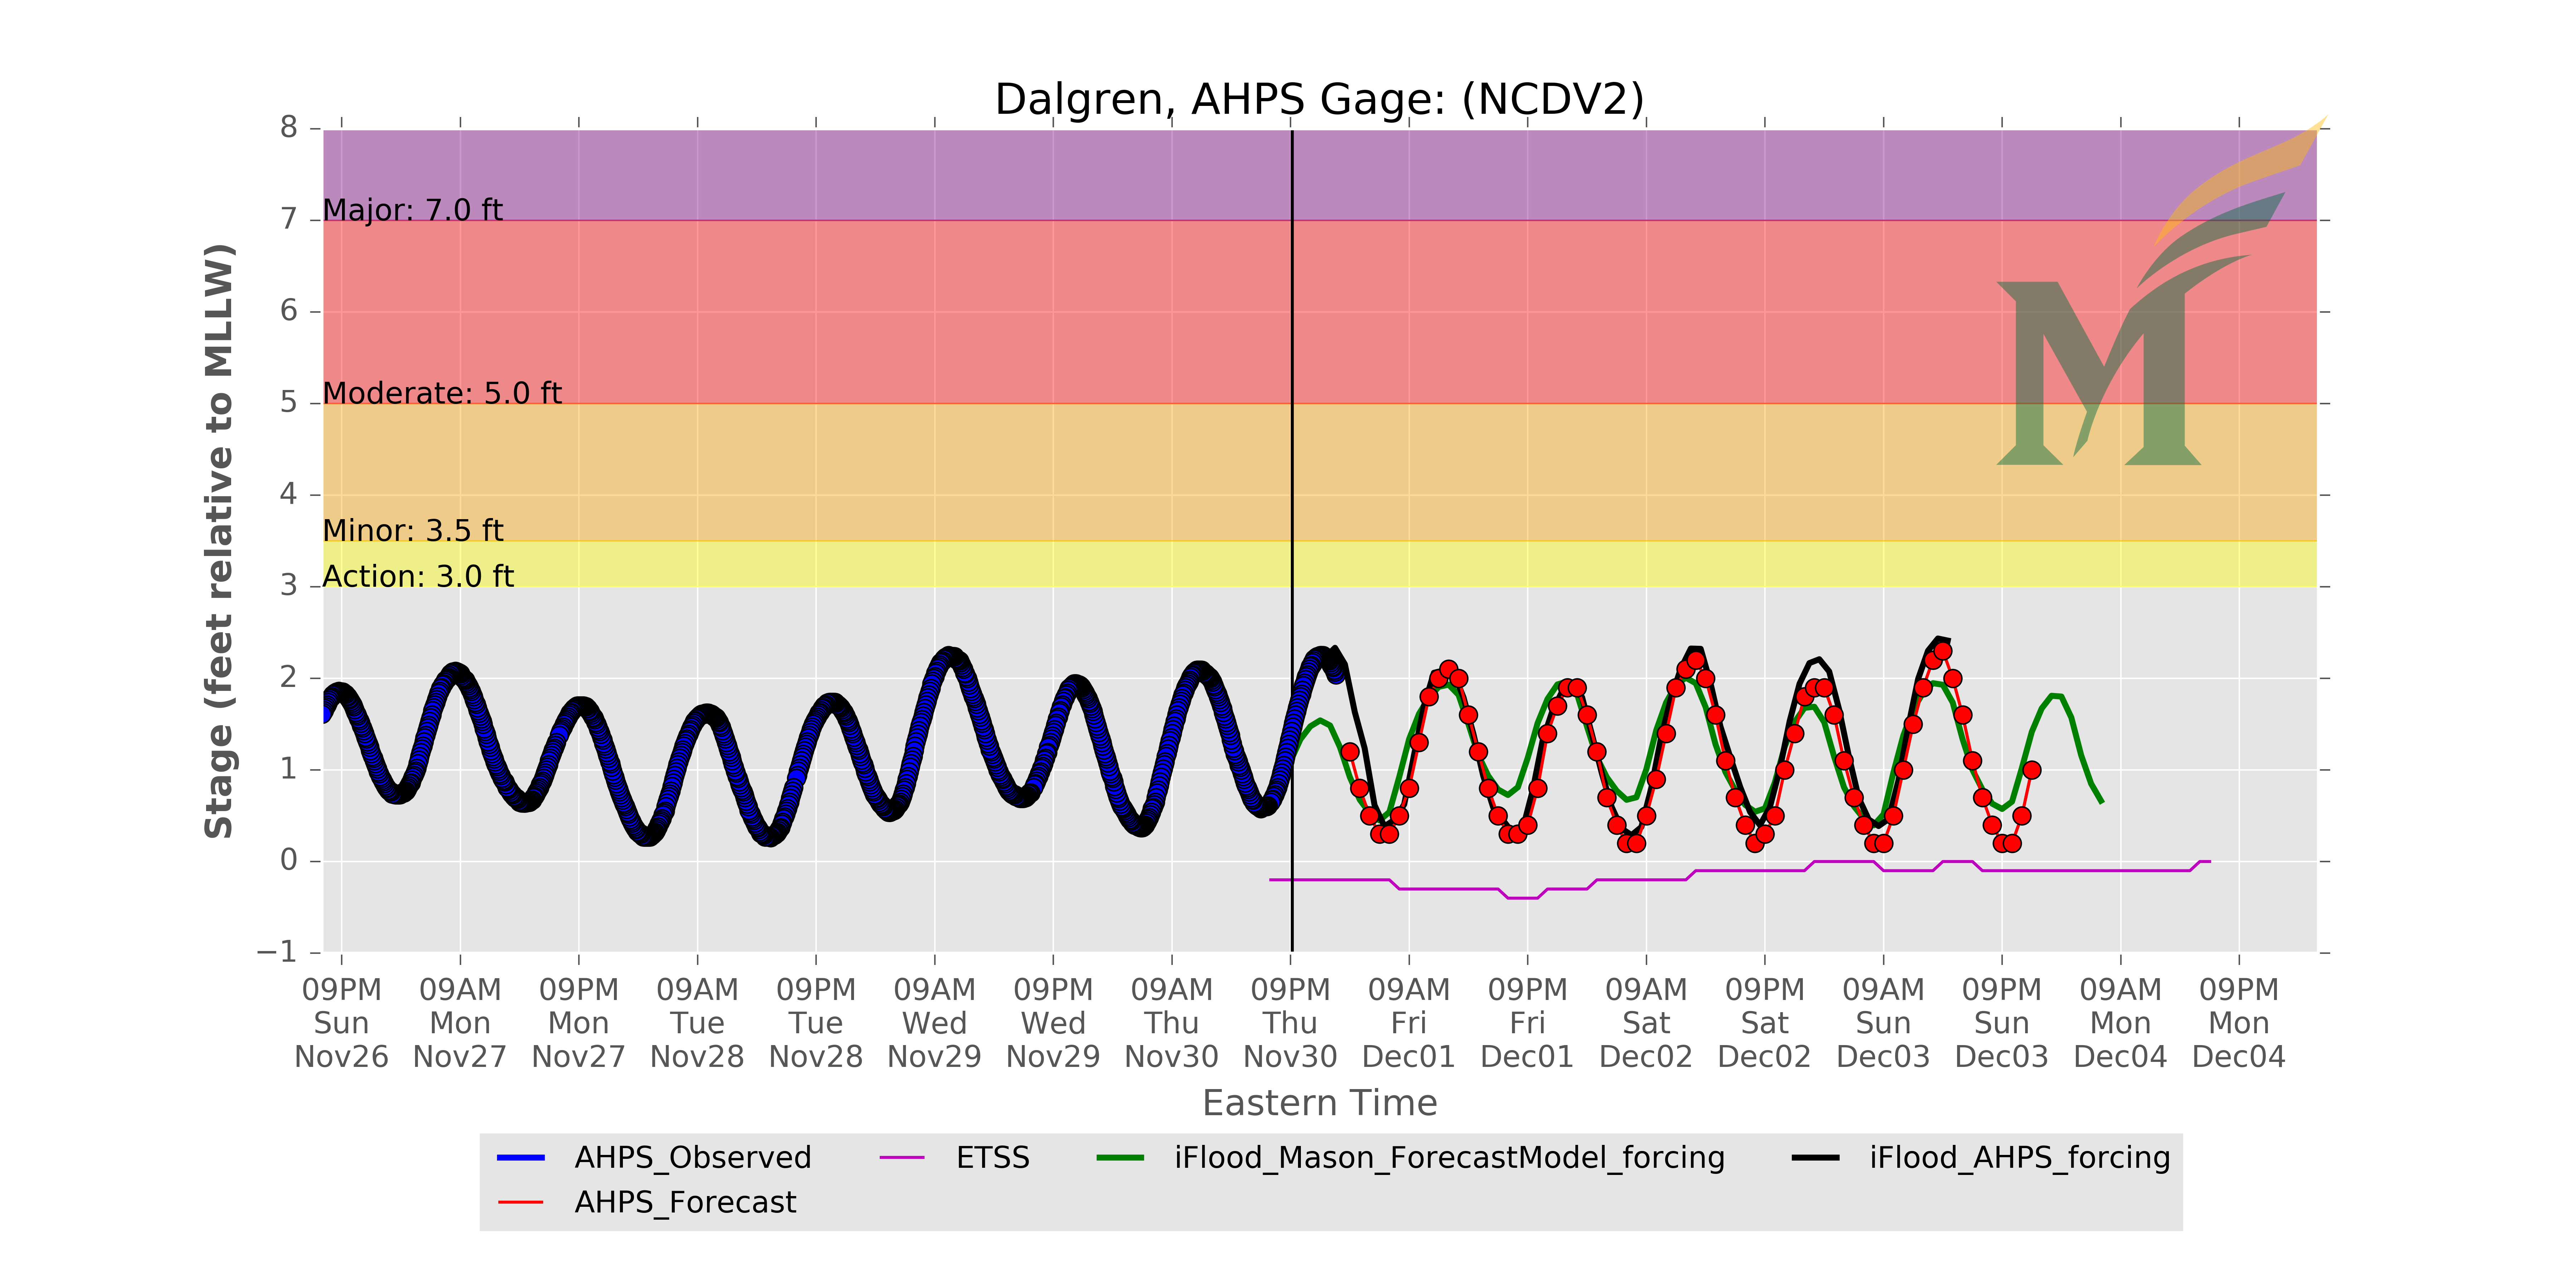 Dalgren, AHPS Gage: (NCDV2)
Stage (feet relative to MLLW)
8
7
6
5
4
3
2
1
0
−1
Major: 7.0 ft
Moderate: 5.0 ft
Minor: 3.5 ft
Action: 3.0 ft
09PM 09AM 09PM 09AM 09PM 09AM 09PM 09AM 09PM 09AM 09PM 09AM 09PM 09AM 09PM 09AM 09PM
Sun Mon Mon Tue Tue Wed Wed Thu Thu Fri Fri Sat Sat Sun Sun Mon Mon
Nov26 Nov27 Nov27 Nov28 Nov28 Nov29 Nov29 Nov30 Nov30 Dec01 Dec01 Dec02 Dec02 Dec03 Dec03 Dec04 Dec04
Eastern Time
AHPS_Observed ETSS iFlood_Mason_ForecastModel_forcing iFlood_AHPS_forcing
AHPS_Forecast
M